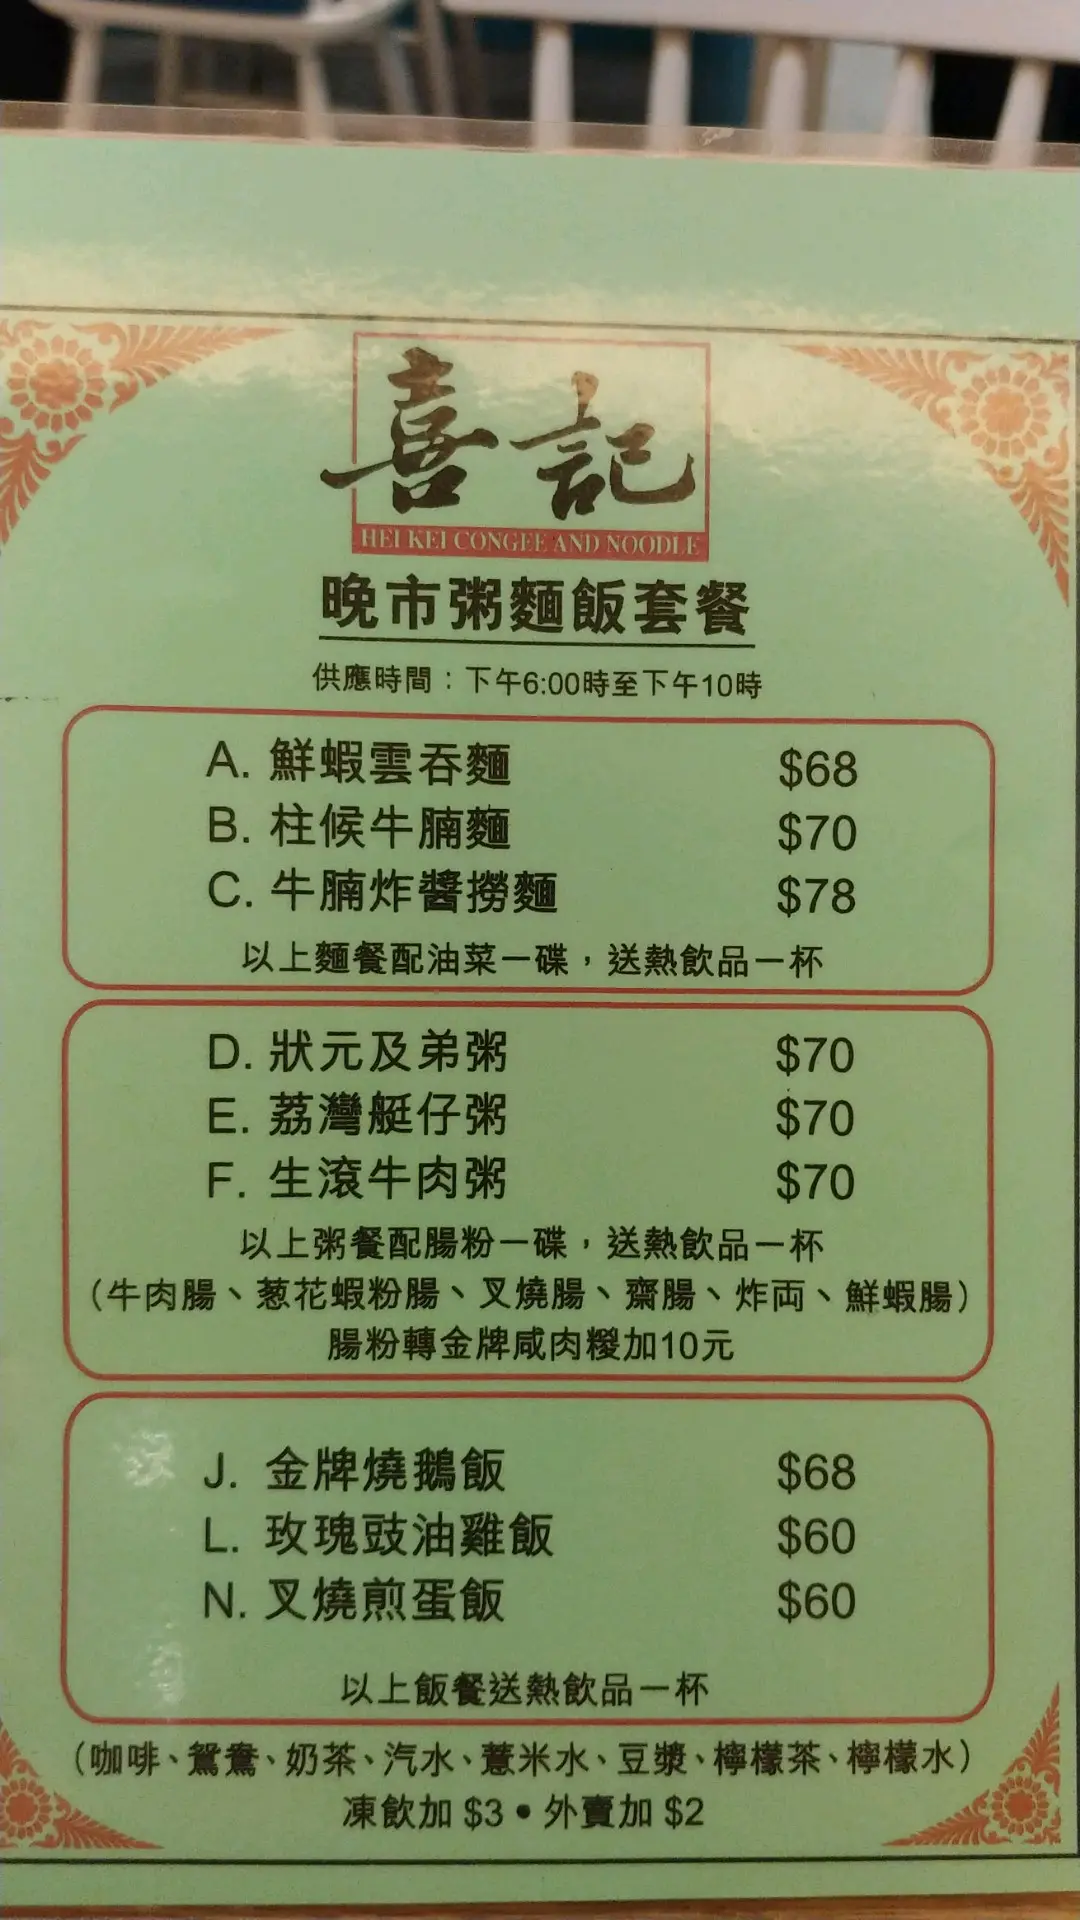 喜記
HEI KEI CONGEE AND NOODLE
晚市粥麵飯套餐
供應時間：下午6:00時至下午10時
A. 鮮蝦雲吞麵 $68
B. 柱候牛腩麵 $70
C. 牛腩炸醬撈麵 $78
以上麵餐配油菜一碟，送熱飲品一杯
D. 狀元及弟粥 $70
E. 荔灣艇仔粥 $70
F. 生滾牛肉粥 $70
以上粥餐配腸粉一碟，送熱飲品一杯
（牛肉腸、葱花蝦粉腸、叉燒腸、齋腸、炸両、鮮蝦腸）
腸粉轉金牌咸肉糭加10元
J. 金牌燒鵝飯 $68
L. 玫瑰豉油雞飯 $60
N. 叉燒煎蛋飯 $60
以上飯餐送熱飲品一杯
（咖啡、鴛鴦、奶茶、汽水、薏米水、豆漿、檸檬茶、檸檬水）
凍飲加 $3 • 外賣加 $2